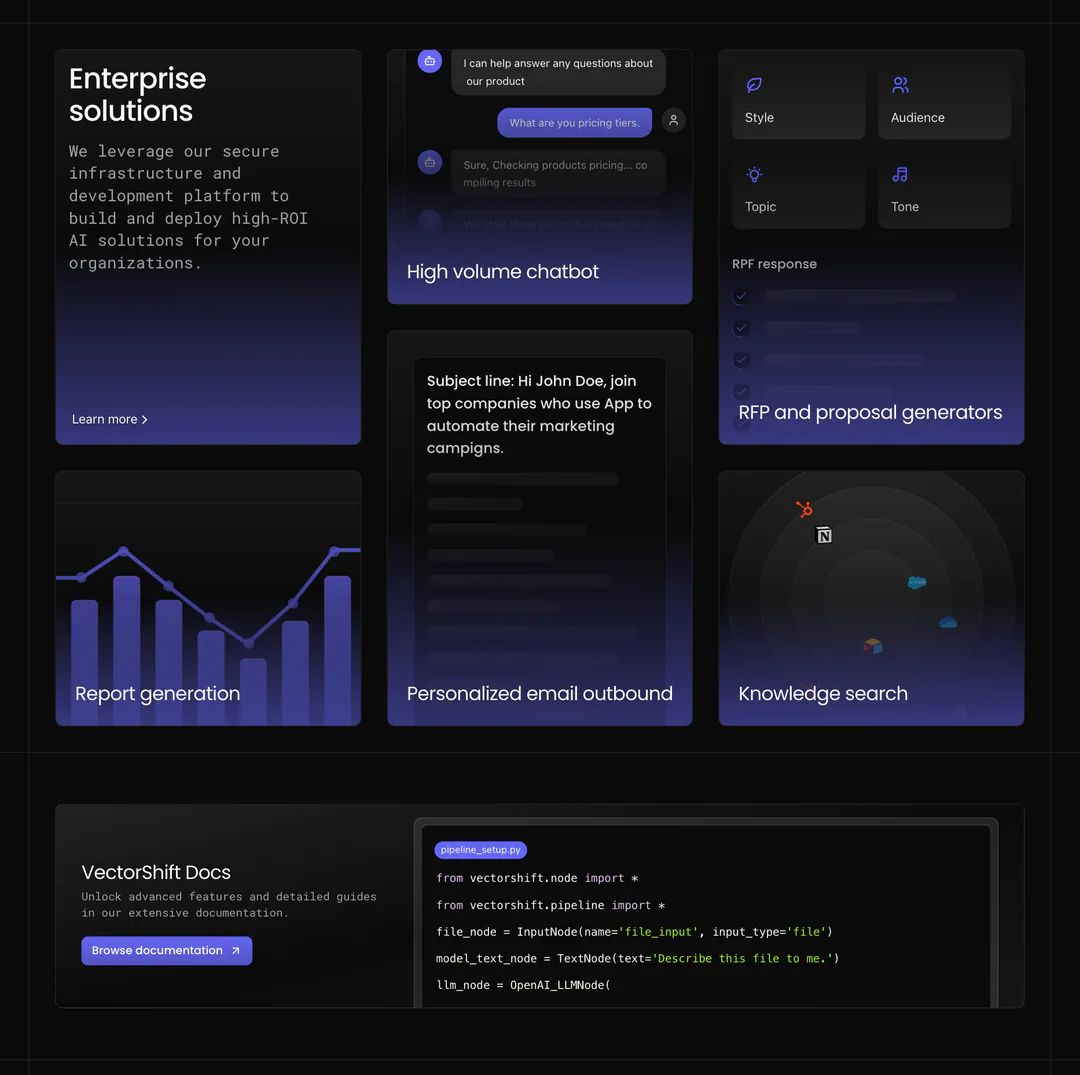 Enterprise
solutions
We leverage our secure
infrastructure and
development platform to
build and deploy high-ROI
AI solutions for your
organizations.
Learn more
I can help answer any questions about
our product
What are you pricing tiers.
Sure, Checking products pricing... co
mpiling results
High volume chatbot
Style
Audience
Topic
Tone
RPF response
RFP and proposal generators
Report generation
Subject line: Hi John Doe, join
top companies who use App to
automate their marketing
campigns.
Personalized email outbound
N
Knowledge search
VectorShift Docs
Unlock advanced features and detailed guides
in our extensive documentation.
Browse documentation
pipeline_setup.py
from vectorshift.node import *
from vectorshift.pipeline import *
file_node = InputNode(name='file_input', input_type='file')
model_text_node = TextNode(text='Describe this file to me.')
llm_node = OpenAI_LLMNode(